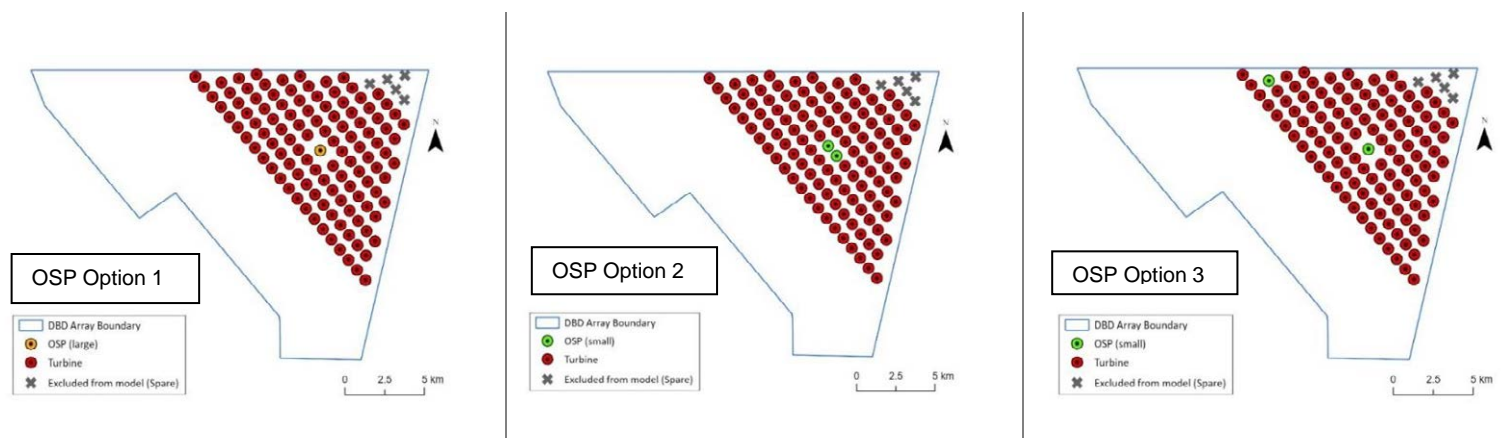 N
OSP Option 1
DBD Array Boundary
OSP (large)
Turbine
Excluded from model (Spare)
0 2.5 5 km
N
OSP Option 2
DBD Array Boundary
OSP (small)
Turbine
Excluded from model (Spare)
0 2.5 5 km
N
OSP Option 3
DBD Array Boundary
OSP (small)
Turbine
Excluded from model (Spare)
0 2.5 5 km